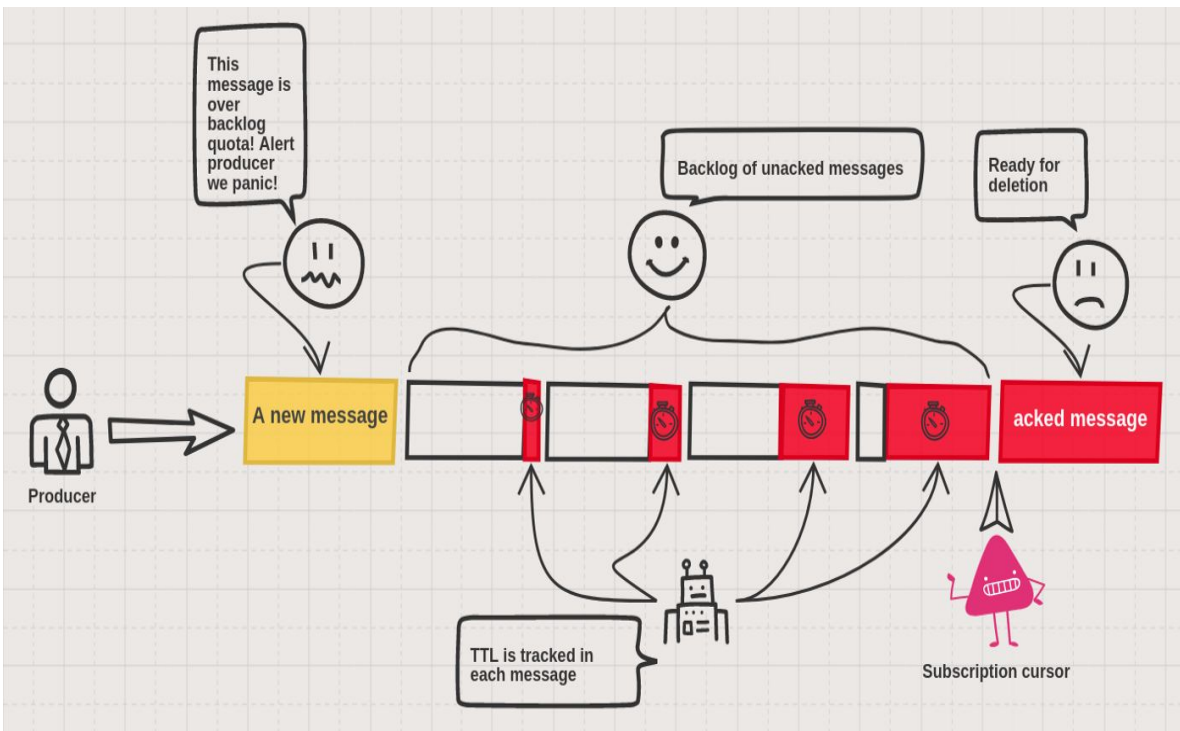 This
message is
over
backlog
quota! Alert
producer
we panic!
Backlog of unacked messages
Ready for
deletion
A new message
acked message
Producer
TTL is tracked in
each message
Subscription cursor